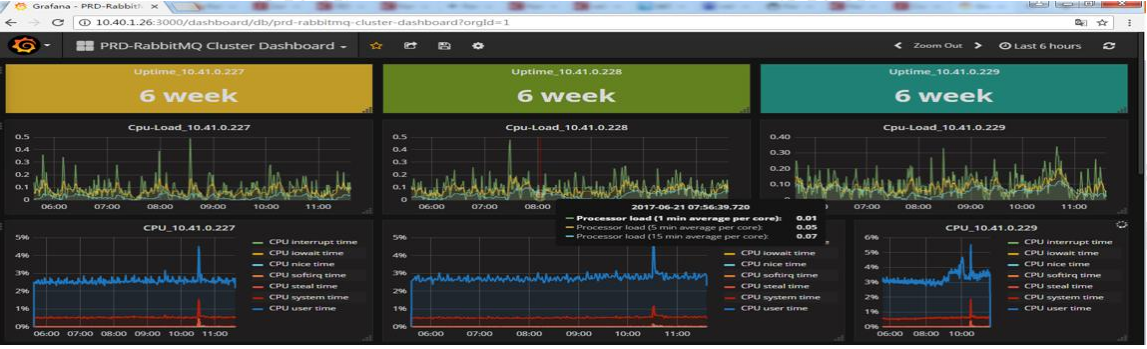 Grafana - PRD-Rabbit
10.40.1.26:3000/dashboard/db/prd-rabbitmq-cluster-dashboard?orgId=1
PRD-RabbitMQ Cluster Dashboard
Zoom Out
Last 6 hours
Uptime_10.41.0.227
6 week
Uptime_10.41.0.228
6 week
Uptime_10.41.0.229
6 week
Cpu-Load_10.41.0.227
0.5
0.4
0.3
0.2
0.1
0
06:00 07:00 08:00 09:00 10:00 11:00
Cpu-Load_10.41.0.228
0.5
0.4
0.3
0.2
0.1
0
06:00 07:00 08:00
Cpu-Load_10.41.0.229
0.40
0.30
0.20
0.10
07:00 08:00 09:00 10:00 11:00
2017-06-21 07:56:39.720
Processor load (1 min average per core): 0.01
Processor load (5 min average per core): 0.05
Processor load (15 min average per core): 0.07
CPU_10.41.0.227
5%
4%
3%
2%
1%
0%
06:00 07:00 08:00 09:00 10:00 11:00
CPU interrupt time
CPU iowait time
CPU nice time
CPU softirq time
CPU steal time
CPU system time
CPU user time
5%
4%
3%
2%
1%
0%
06:00 07:00 08:00 09:00 10:00 11:00
CPU iowait time
CPU nice time
CPU softirq time
CPU steal time
CPU system time
CPU user time
CPU_10.41.0.229
6%
5%
4%
3%
2%
1%
0%
06:00 08:00 10:00
CPU interrupt time
CPU iowait time
CPU nice time
CPU softirq time
CPU steal time
CPU system time
CPU user time